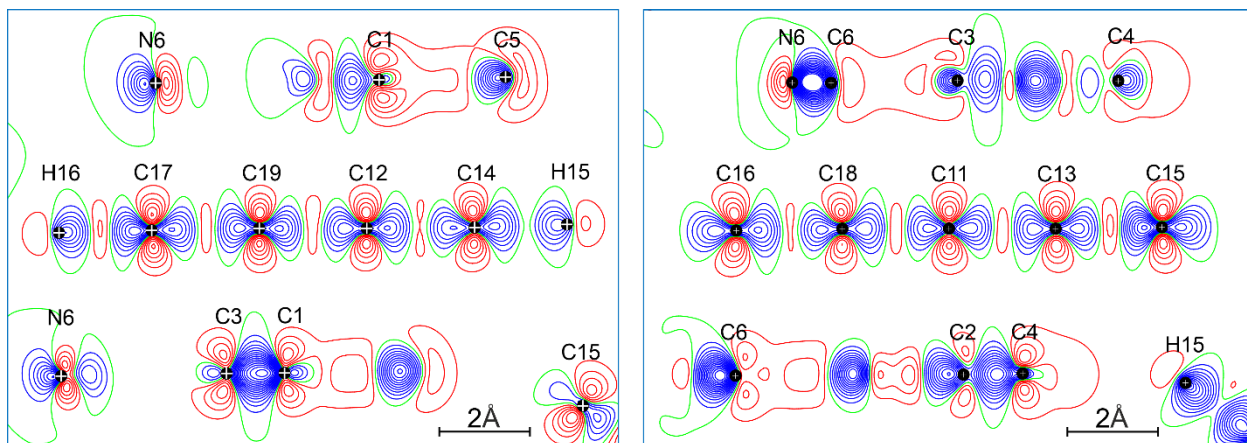 N6 C1 C5
H16 C17 C19 C12 C14 H15
N6 C3 C1 C15
2Å
N6 C6 C3 C4
C16 C18 C11 C13 C15
C6 C2 C4 H15
2Å